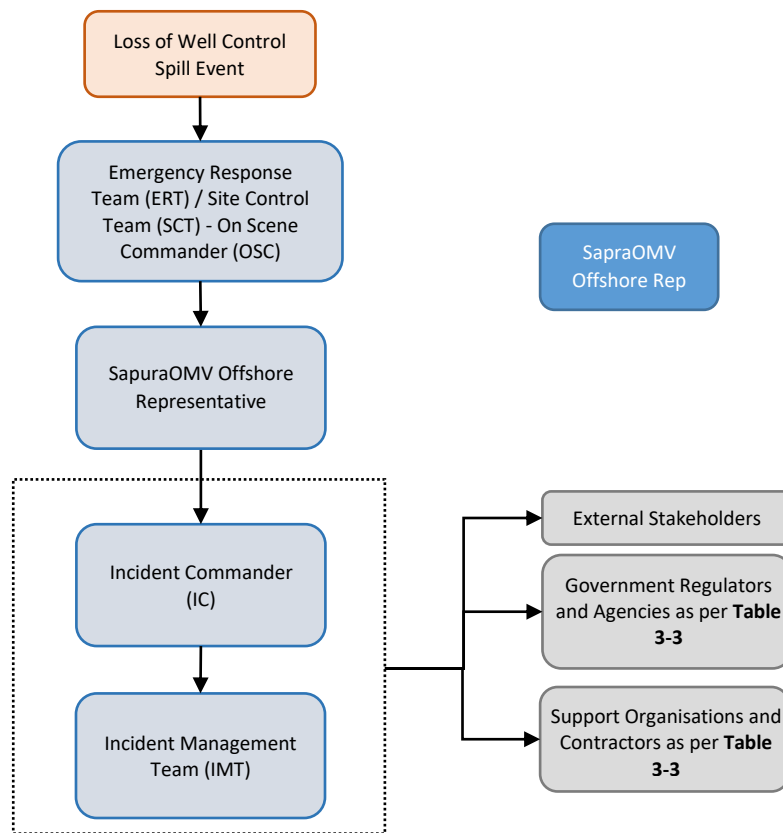 Loss of Well Control
Spill Event
Emergency Response
Team (ERT) / Site Control
Team (SCT) - On Scene
Commander (OSC)
SapraOMV
Offshore Rep
SapuraOMV Offshore
Representative
External Stakeholders
Incident Commander
(IC)
Government Regulators
and Agencies as per Table
3-3
Incident Management
Team (IMT)
Support Organisations and
Contractors as per Table
3-3